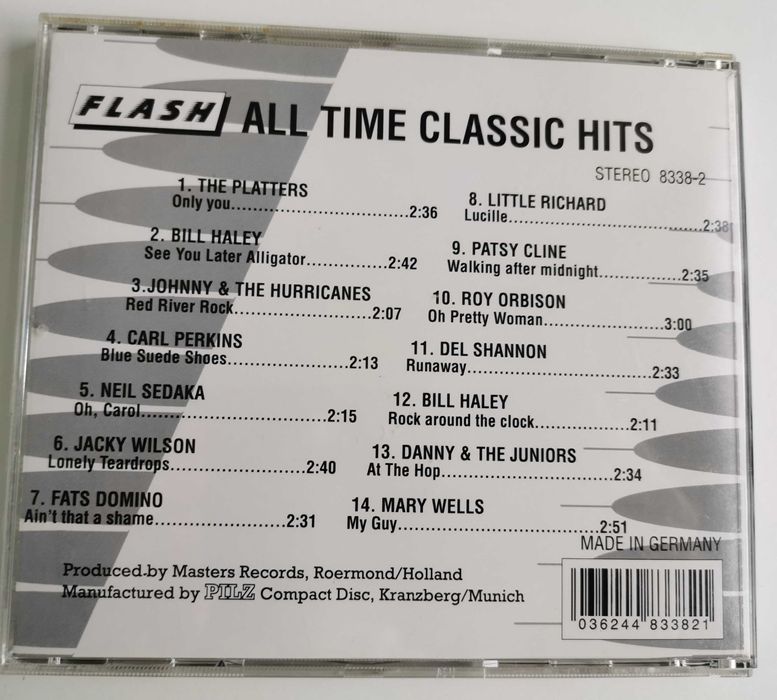 FLASH ALL TIME CLASSIC HITS
STEREO 8338-2
1. THE PLATTERS
Only you..............................2:36
2. BILL HALEY
See You Later Alligator..............2:42
3.JOHNNY & THE HURRICANES
Red River Rock.......................2:07
4. CARL PERKINS
Blue Suede Shoes....................2:13
5. NEIL SEDAKA
Oh, Carol..............................2:15
6. JACKY WILSON
Lonely Teardrops.....................2:40
7. FATS DOMINO
Ain't that a shame.....................2:31
8. LITTLE RICHARD
Lucille................................2:38
9. PATSY CLINE
Walking after midnight..............2:35
10. ROY ORBISON
Oh Pretty Woman....................3:00
11. DEL SHANNON
Runaway..............................2:33
12. BILL HALEY
Rock around the clock...............2:11
13. DANNY & THE JUNIORS
At The Hop............................2:34
14. MARY WELLS
My Guy................................2:51
MADE IN GERMANY
Produced by Masters Records, Roermond/Holland
Manufactured by PILZ Compact Disc, Kranzberg/Munich
036244 833821